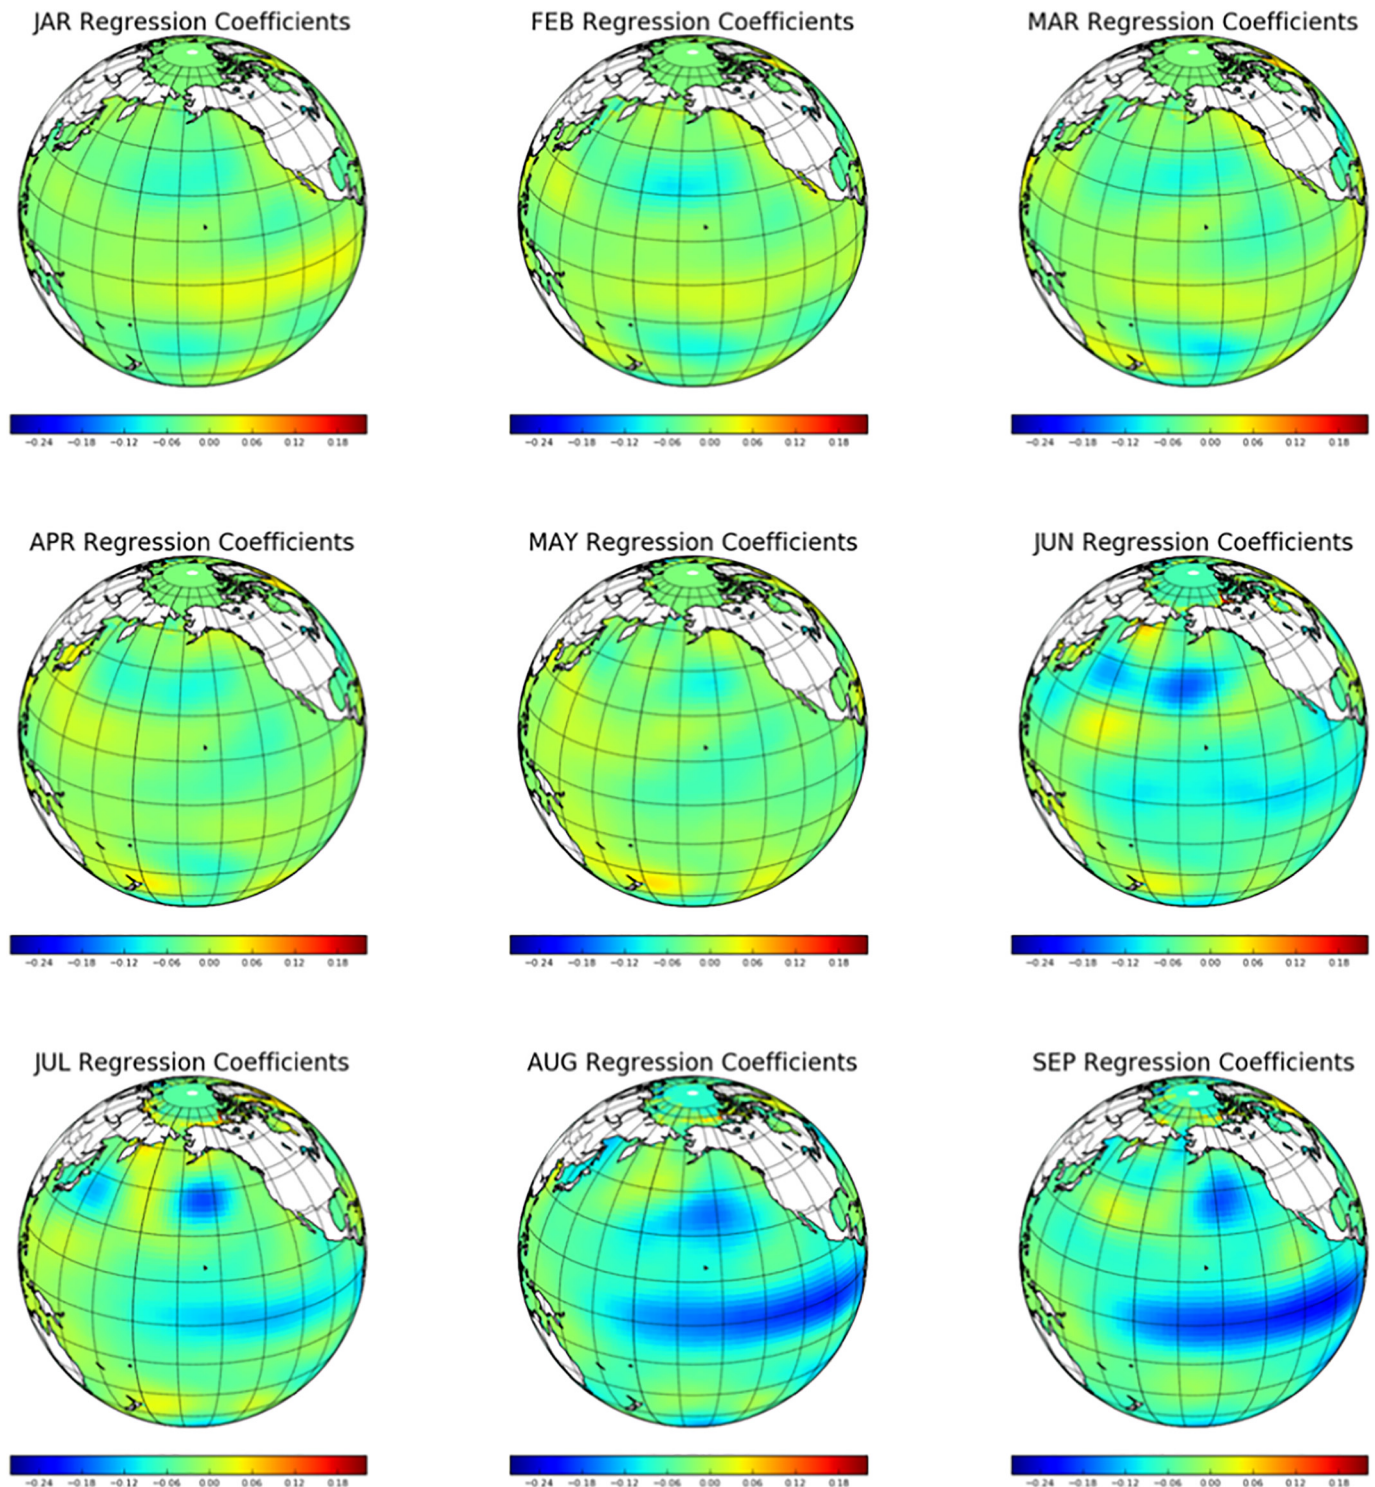 JAR Regression Coefficients FEB Regression Coefficients MAR Regression Coefficients
−0.24 −0.18 −0.12 −0.06 0.00 0.06 0.12 0.18 −0.24 −0.18 −0.12 −0.06 0.00 0.06 0.12 0.18 −0.24 −0.18 −0.12 −0.06 0.00 0.06 0.12 0.18
APR Regression Coefficients MAY Regression Coefficients JUN Regression Coefficients
−0.24 −0.18 −0.12 −0.06 0.00 0.06 0.12 0.18 −0.24 −0.18 −0.12 −0.06 0.00 0.06 0.12 0.18 −0.24 −0.18 −0.12 −0.06 0.00 0.06 0.12 0.18
JUL Regression Coefficients AUG Regression Coefficients SEP Regression Coefficients
−0.24 −0.18 −0.12 −0.06 0.00 0.06 0.12 0.18 −0.24 −0.18 −0.12 −0.06 0.00 0.06 0.12 0.18 −0.24 −0.18 −0.12 −0.06 0.00 0.06 0.12 0.18